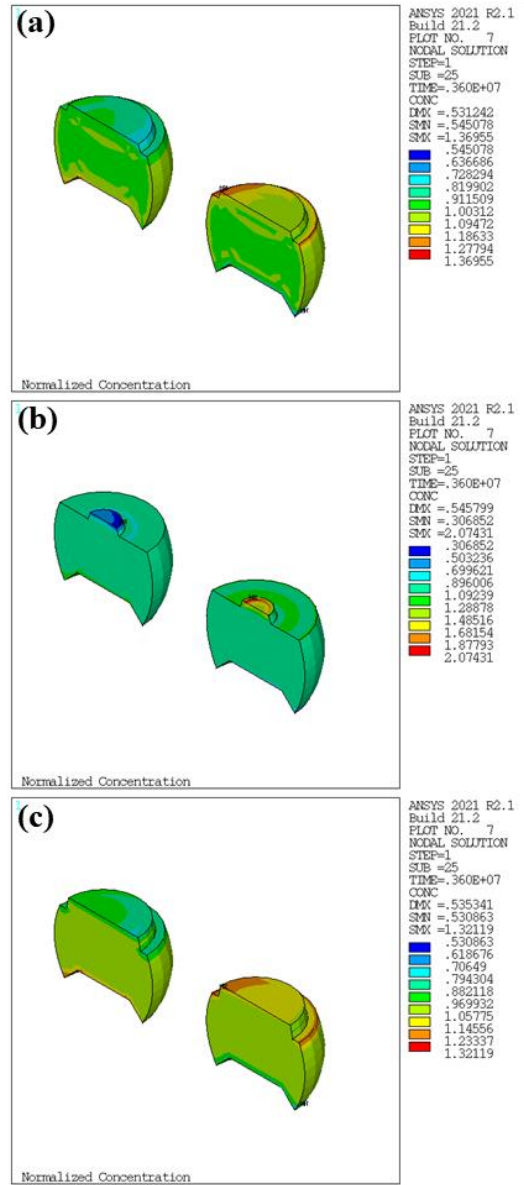 (a)
ANSYS 2021 R2.1
Build 21.2
PLOT NO. 7
NODAL SOLUTION
STEP=1
SUB =25
TIME=.360E+07
CONC
DMX =.531242
SMN =.545078
SMX =1.36955
.545078
.636686
.728294
.819902
.911509
1.00312
1.09472
1.18633
1.27794
1.36955
Normalized Concentration
(b)
ANSYS 2021 R2.1
Build 21.2
PLOT NO. 7
NODAL SOLUTION
STEP=1
SUB =25
TIME=.360E+07
CONC
DMX =.545799
SMN =.306852
SMX =2.07431
.306852
.503236
.699621
.896006
1.09239
1.28878
1.48516
1.68154
1.87793
2.07431
Normalized Concentration
(c)
ANSYS 2021 R2.1
Build 21.2
PLOT NO. 7
NODAL SOLUTION
STEP=1
SUB =25
TIME=.360E+07
CONC
DMX =.535341
SMN =.530863
SMX =1.32119
.530863
.618676
.70649
.794304
.882118
.969932
1.05775
1.14556
1.23337
1.32119
Normalized Concentration